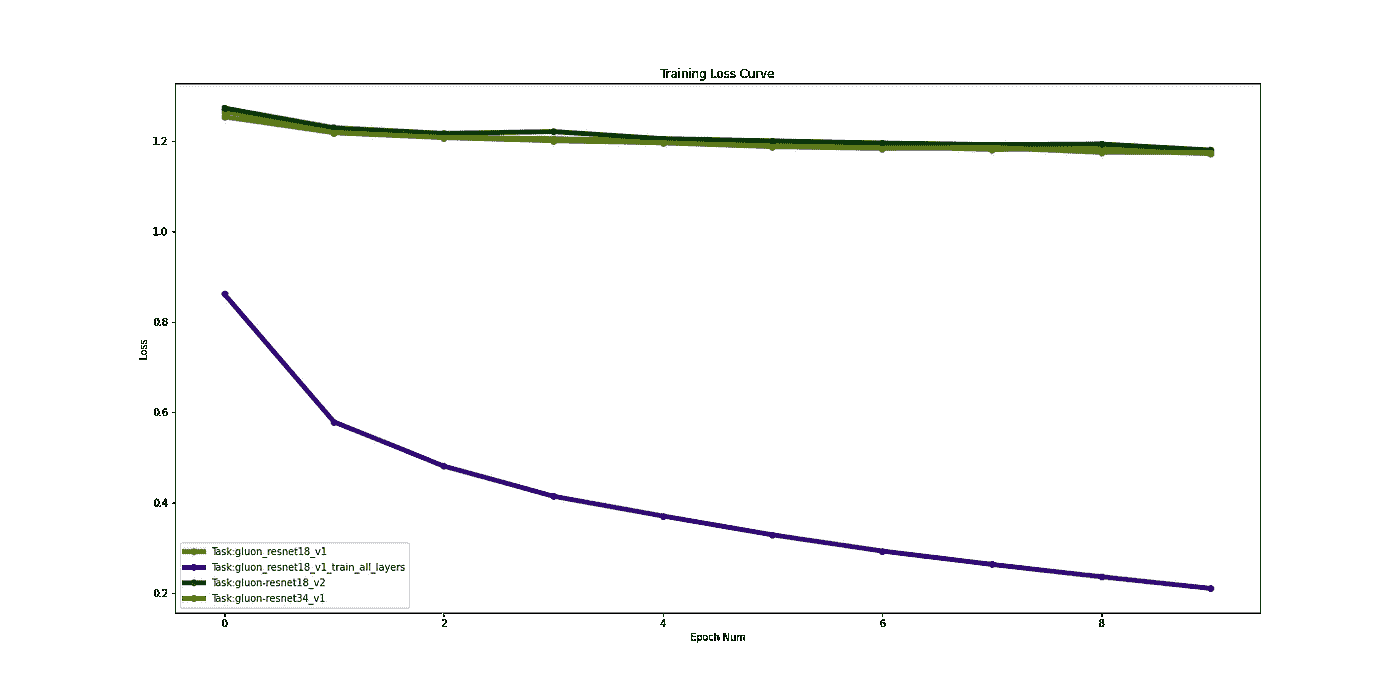 Training Loss Curve
1.2
1.0
0.8
0.6
0.4
0.2
Loss
Task:gluon_resnet18_v1
Task:gluon_resnet18_v1_train_all_layers
Task:gluon-resnet18_v2
Task:gluon-resnet34_v1
0 2 4 6 8
Epoch Num